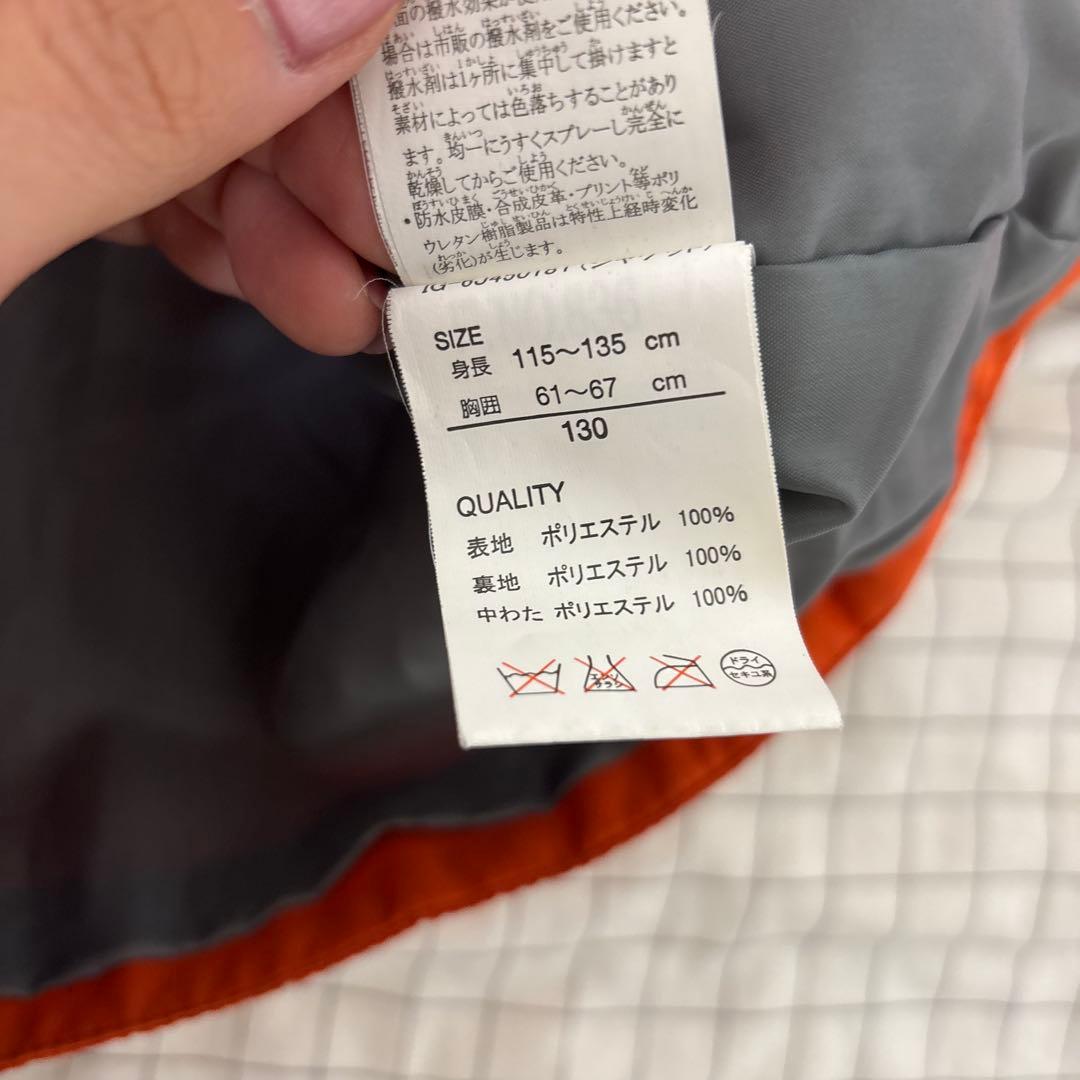 面の撥水効果が
場合は市販の撥水剤をご使用ください。
撥水剤は1ヶ所に集中して掛けますと
素材によっては色落ちすることがあり
ます。均一にうすくスプレーし完全に
乾燥してからご使用ください。
・防水皮膜・合成皮革・プリント等ポリ
ウレタン樹脂製品は特性上経時変化
(劣化)が生じます。
SIZE
身長 115～135 cm
胸囲 61～67 cm
130
QUALITY
表地 ポリエステル 100%
裏地 ポリエステル 100%
中わた ポリエステル 100%
エンソ
サラシ
ドライ
セキユ系